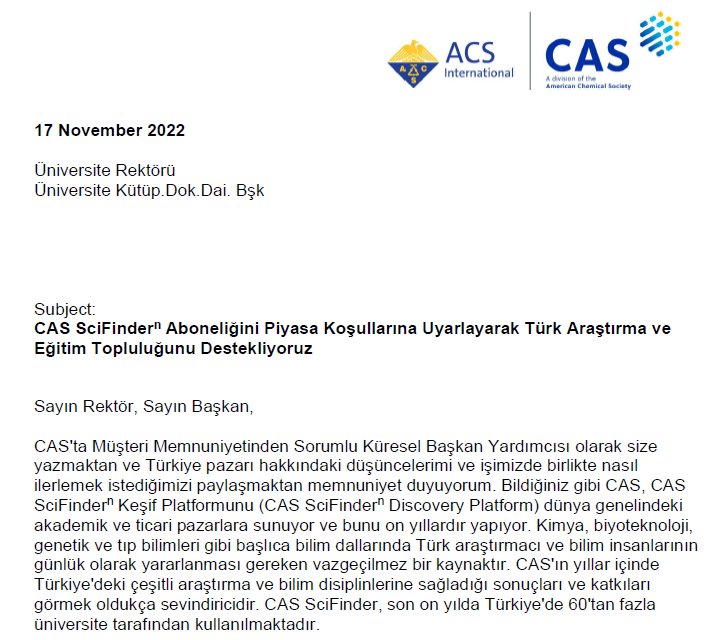 ACS
International
A C S
CAS
A division of the
American Chemical Society
17 November 2022
Üniversite Rektörü
Üniversite Kütüp.Dok.Dai. Bşk
Subject:
CAS SciFinderⁿ Aboneliğini Piyasa Koşullarına Uyarlayarak Türk Araştırma ve
Eğitim Topluluğunu Destekliyoruz
Sayın Rektör, Sayın Başkan,
CAS'ta Müşteri Memnuniyetinden Sorumlu Küresel Başkan Yardımcısı olarak size
yazmaktan ve Türkiye pazarı hakkındaki düşüncelerimi ve işimizde birlikte nasıl
ilerlemek istediğimizi paylaşmaktan memnuniyet duyuyorum. Bildiğiniz gibi CAS, CAS
SciFinderⁿ Keşif Platformunu (CAS SciFinderⁿ Discovery Platform) dünya genelindeki
akademik ve ticari pazarlara sunuyor ve bunu on yıllardır yapıyor. Kimya, biyoteknoloji,
genetik ve tıp bilimleri gibi başlıca bilim dallarında Türk araştırmacı ve bilim insanlarının
günlük olarak yararlanması gereken vazgeçilmez bir kaynaktır. CAS'ın yıllar içinde
Türkiye'deki çeşitli araştırma ve bilim disiplinlerine sağladığı sonuçları ve katkıları
görmek oldukça sevindiricidir. CAS SciFinder, son on yılda Türkiye'de 60'tan fazla
üniversite tarafından kullanılmaktadır.